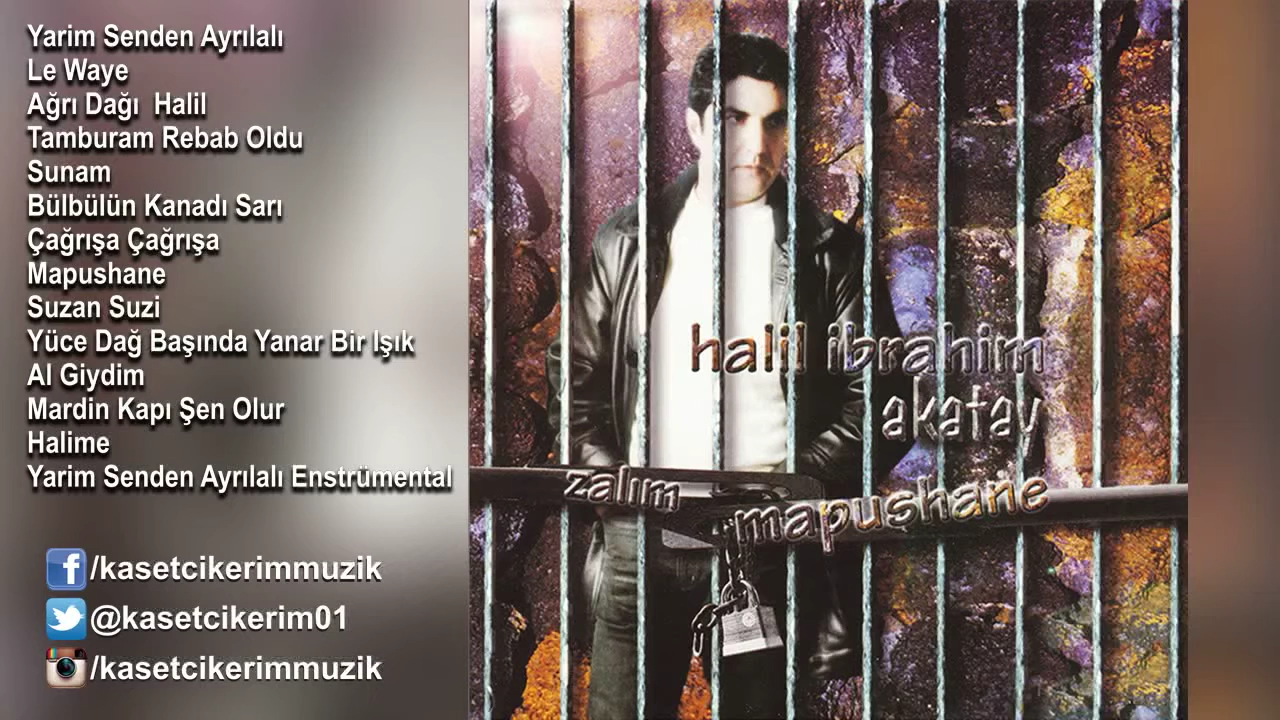 Yarim Senden Ayrılalı
Le Waye
Ağrı Dağı  Halil
Tamburam Rebab Oldu
Sunam
Bülbülün Kanadı Sarı
Çağrışa Çağrışa
Mapushane
Suzan Suzi
Yüce Dağ Başında Yanar Bir Işık
Al Giydim
Mardin Kapı Şen Olur
Halime
Yarim Senden Ayrılalı Enstrümental
/kasetcikerimmuzik
@kasetcikerim01
/kasetcikerimmuzik
halil ibrahim
akatay
zalım
mapushane